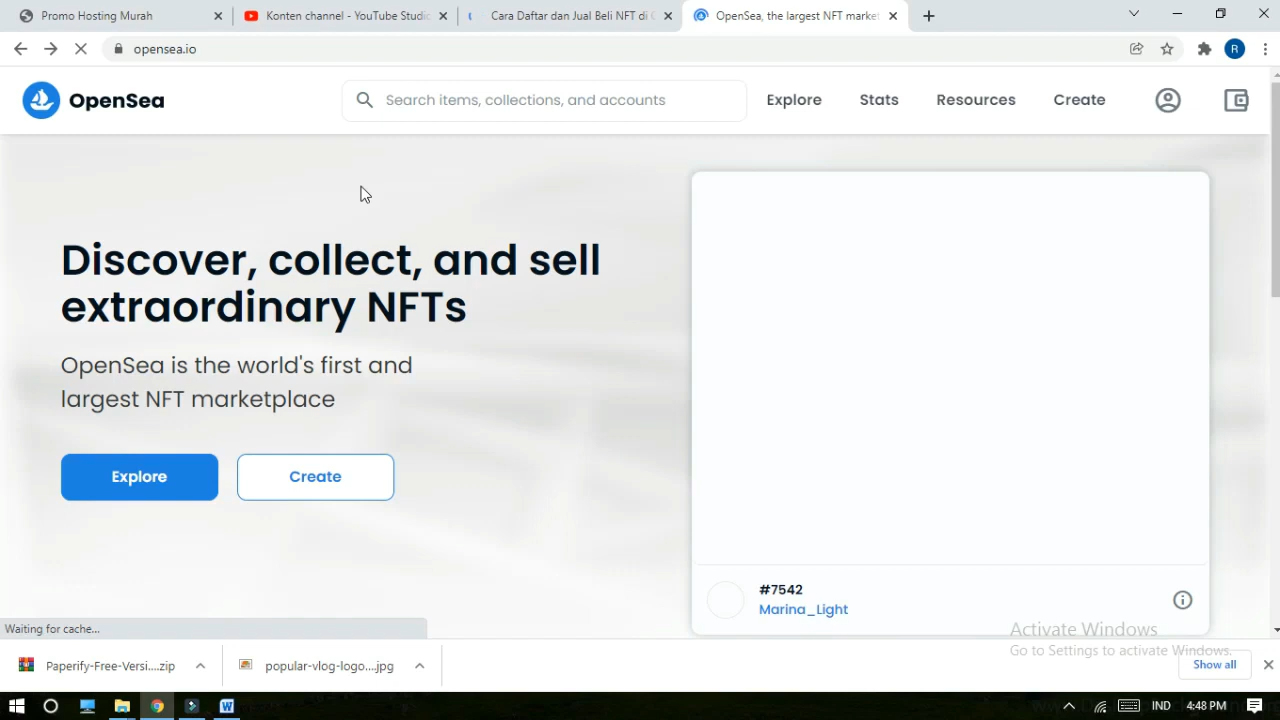 Promo Hosting Murah
Konten channel - YouTube Studio
Cara Daftar dan Jual Beli NFT di
OpenSea, the largest NFT market
opensea.io
R
OpenSea
Search items, collections, and accounts
Explore
Stats
Resources
Create
Discover, collect, and sell
extraordinary NFTs
OpenSea is the world's first and
largest NFT marketplace
Explore
Create
#7542
Marina_Light
Waiting for cache...
Activate Windows
Go to Settings to activate Windows.
Paperify-Free-Versi....zip
popular-vlog-logo....jpg
Show all
IND
4:48 PM